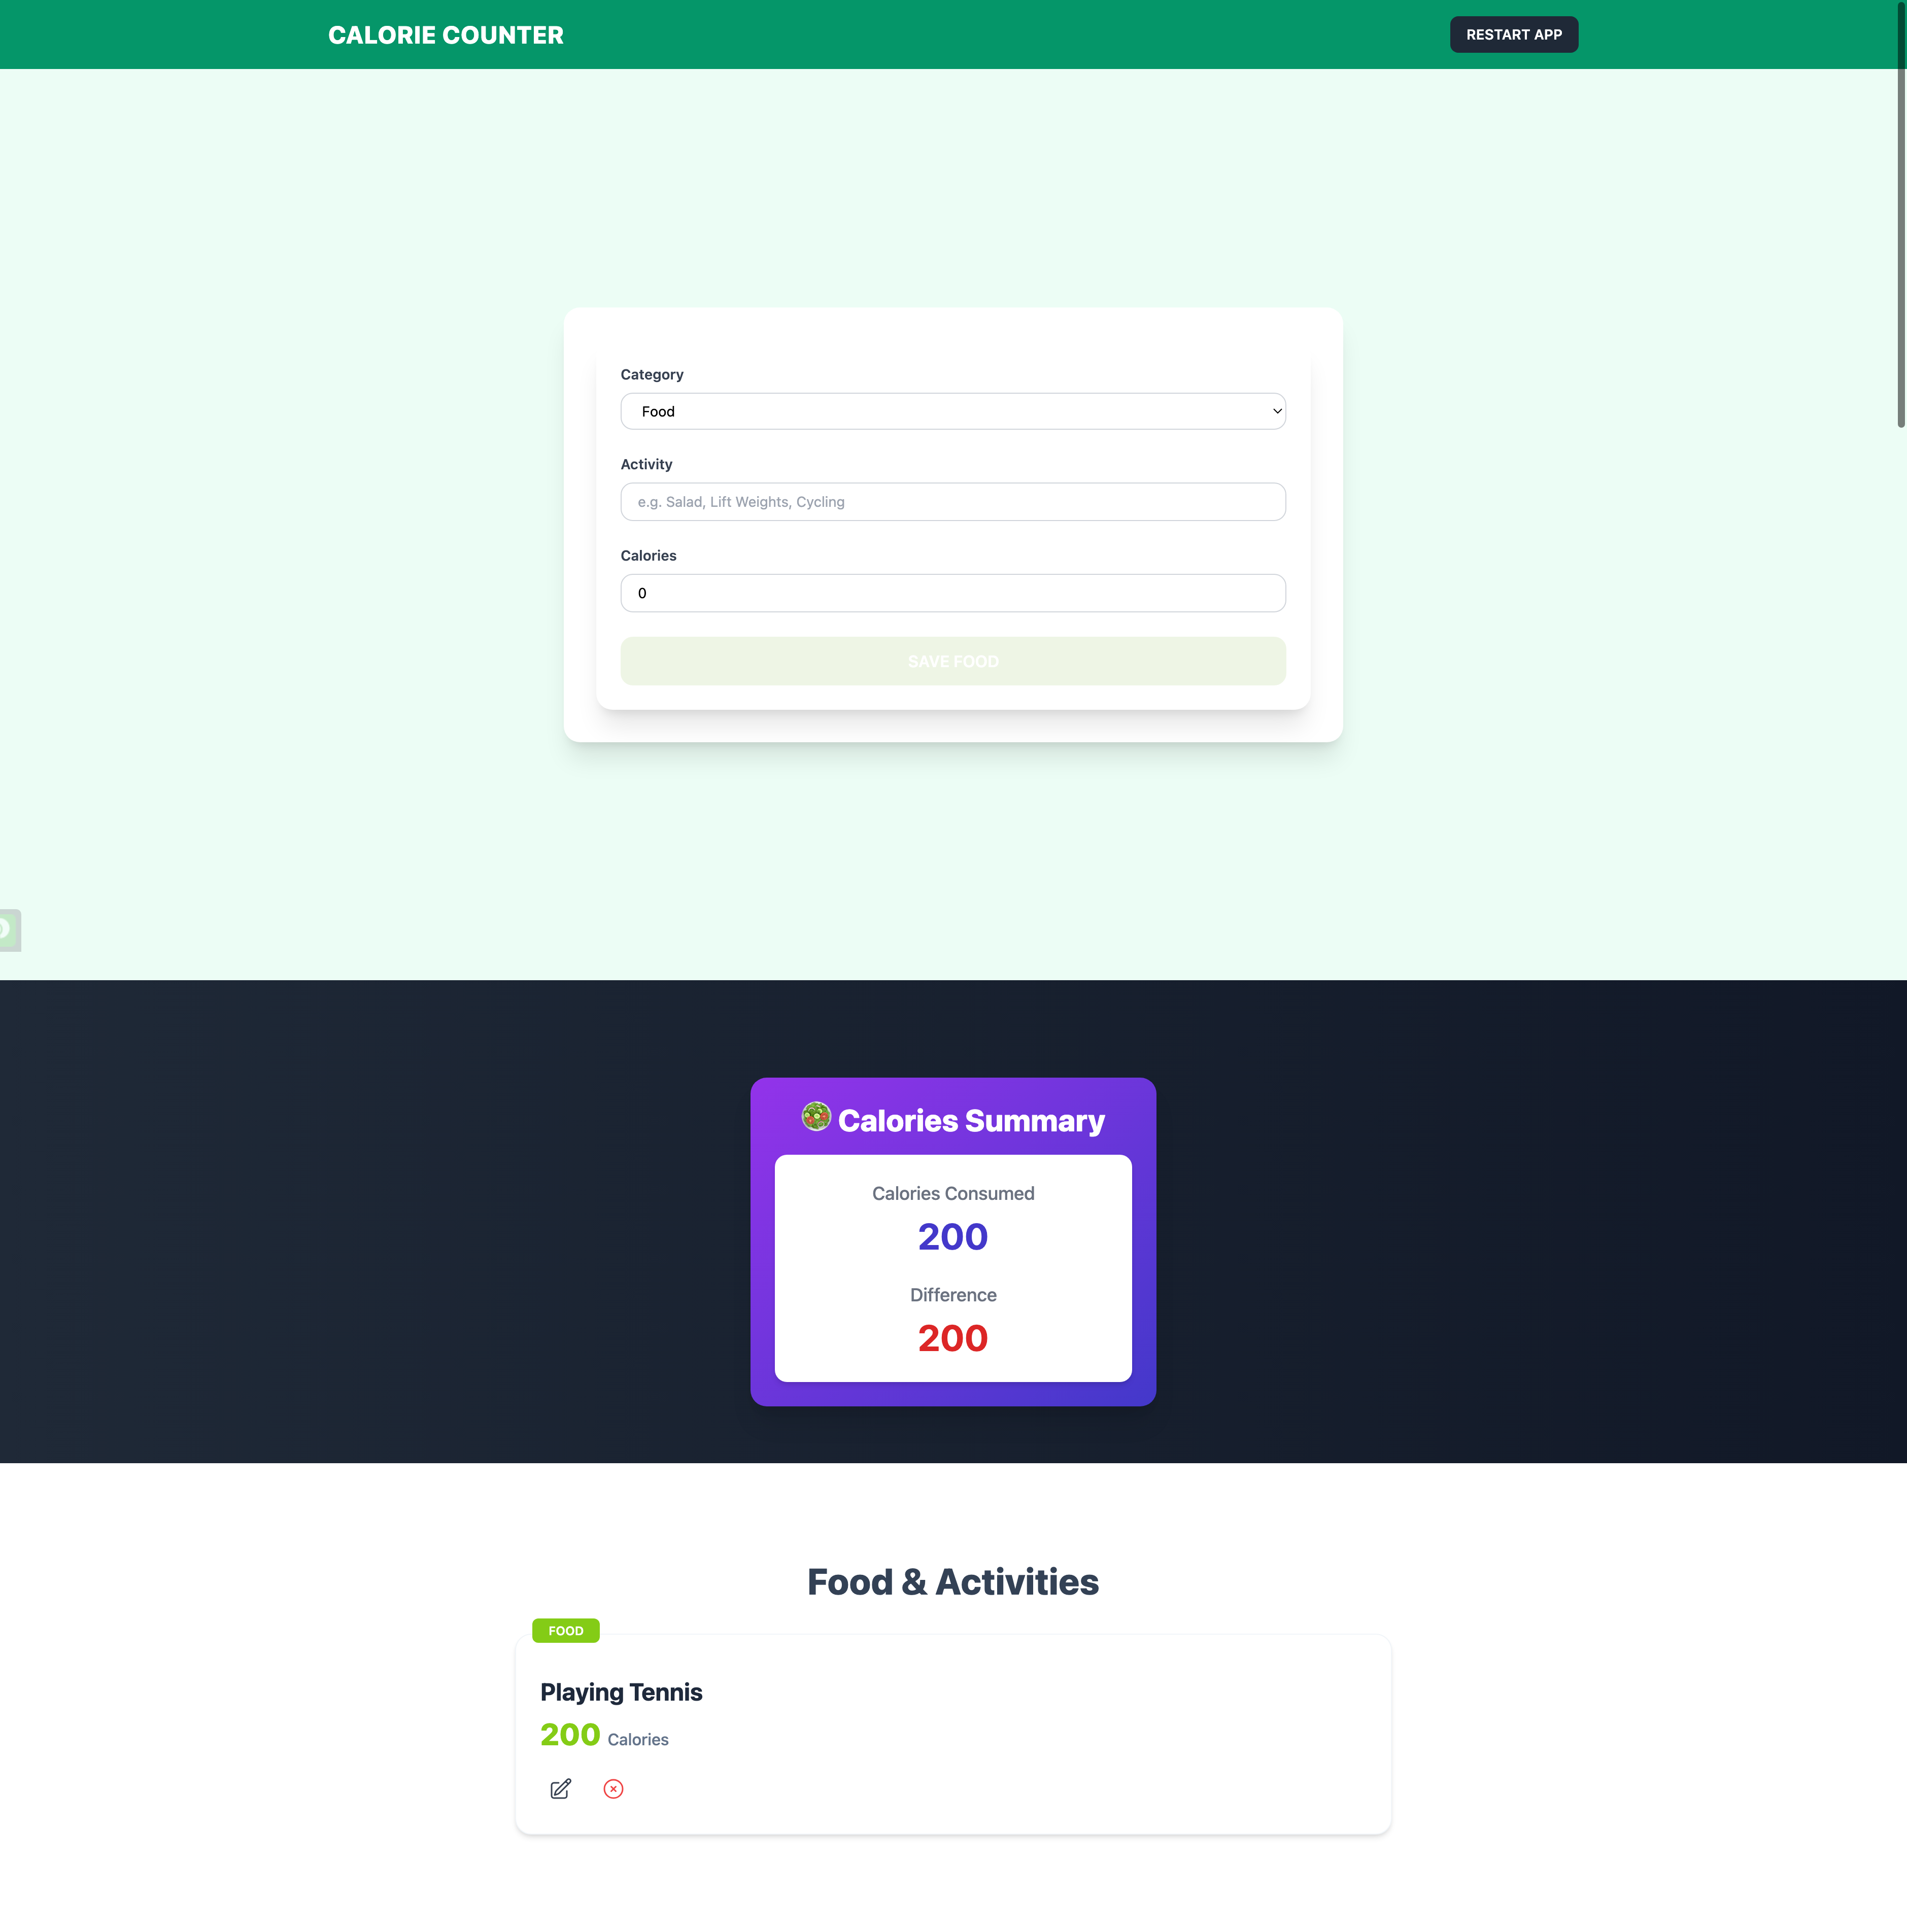 CALORIE COUNTER
RESTART APP
Category
Food
Activity
e.g. Salad, Lift Weights, Cycling
Calories
0
SAVE FOOD
🥗 Calories Summary
Calories Consumed
200
Difference
200
Food & Activities
FOOD
Playing Tennis
200 Calories